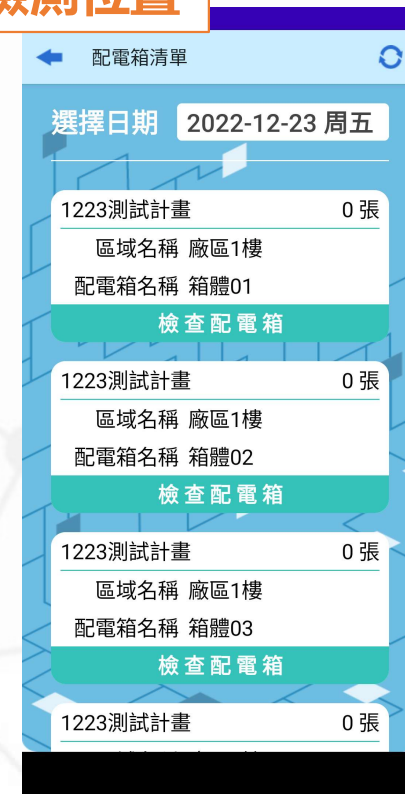 檢測位置
配電箱清單
選擇日期 2022-12-23 周五
1223測試計畫 0 張
區域名稱 廠區1樓
配電箱名稱 箱體01
檢查配電箱
1223測試計畫 0 張
區域名稱 廠區1樓
配電箱名稱 箱體02
檢查配電箱
1223測試計畫 0 張
區域名稱 廠區1樓
配電箱名稱 箱體03
檢查配電箱
1223測試計畫 0 張